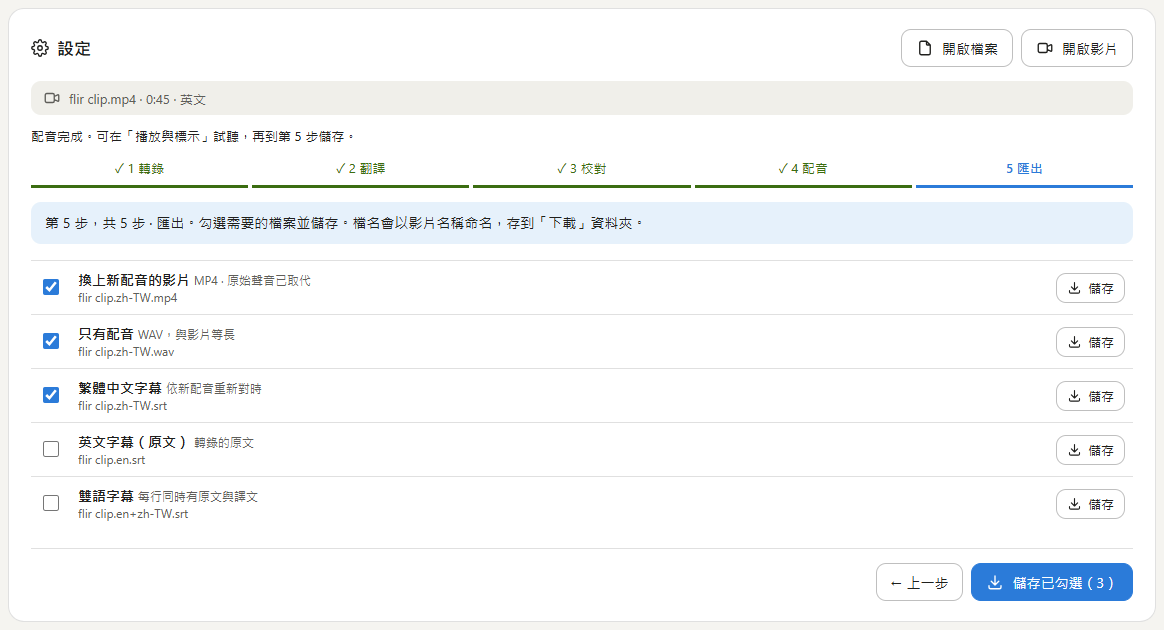 設定
開啟檔案
開啟影片
flir clip.mp4 · 0:45 · 英文
配音完成。可在「播放與標示」試聽，再到第 5 步儲存。
✓ 1 轉錄
✓ 2 翻譯
✓ 3 校對
✓ 4 配音
5 匯出
第 5 步，共 5 步 · 匯出。勾選需要的檔案並儲存。檔名會以影片名稱命名，存到「下載」資料夾。
換上新配音的影片 MP4 · 原始聲音已取代
flir clip.zh-TW.mp4
儲存
只有配音 WAV，與影片等長
flir clip.zh-TW.wav
儲存
繁體中文字幕 依新配音重新對時
flir clip.zh-TW.srt
儲存
英文字幕（原文） 轉錄的原文
flir clip.en.srt
儲存
雙語字幕 每行同時有原文與譯文
flir clip.en+zh-TW.srt
儲存
← 上一步
儲存已勾選（3）